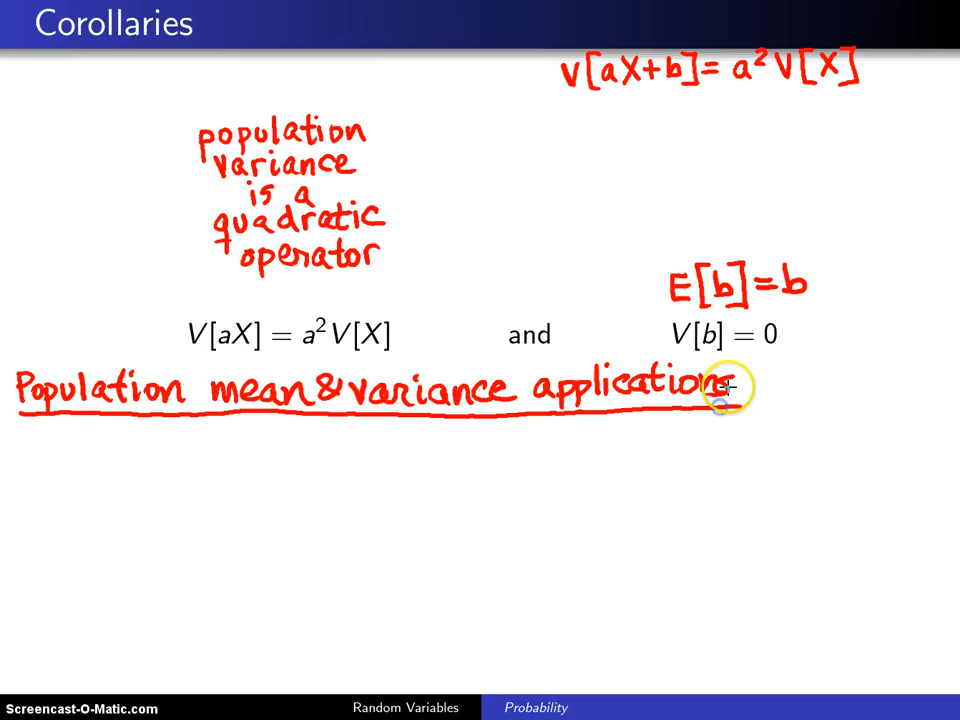 Corollaries
V[aX+b] = a²V[X]
population
variance
is a
quadratic
operator
E[b] = b
V[aX] = a²V[X] and V[b] = 0
Population mean & variance applications
Screencast-O-Matic.com Random Variables Probability